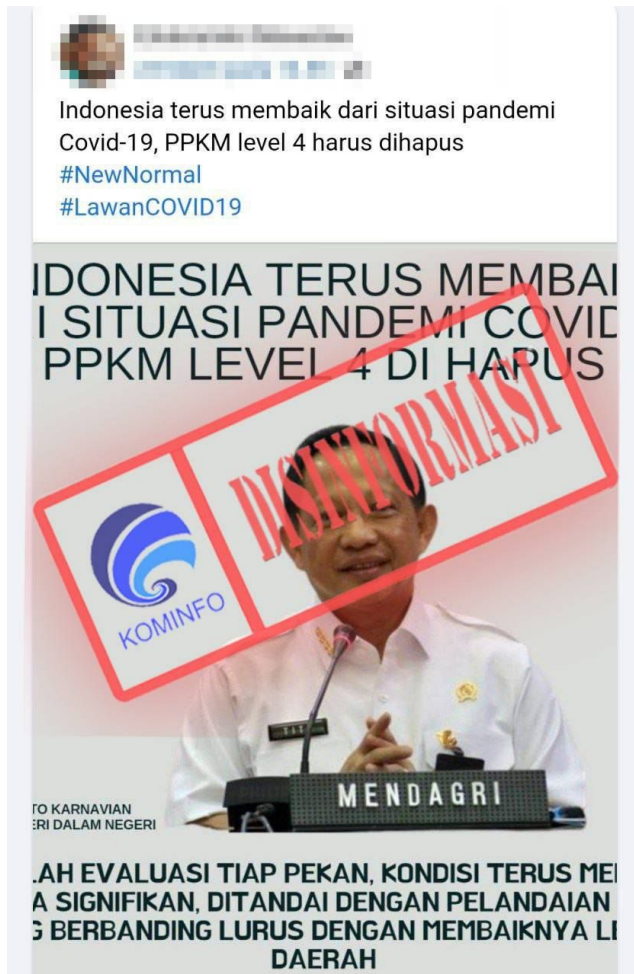 Indonesia terus membaik dari situasi pandemi
Covid-19, PPKM level 4 harus dihapus
#NewNormal
#LawanCOVID19
NDONESIA TERUS MEMBAI
I SITUASI PANDEMI COVID
PPKM LEVEL 4 DI HAPUS
DISINFORMASI
KOMINFO
MENDAGRI
TO KARNAVIAN
ERI DALAM NEGERI
LAH EVALUASI TIAP PEKAN, KONDISI TERUS ME
A SIGNIFIKAN, DITANDAI DENGAN PELANDAIAN
G BERBANDING LURUS DENGAN MEMBAIKNYA LE
DAERAH